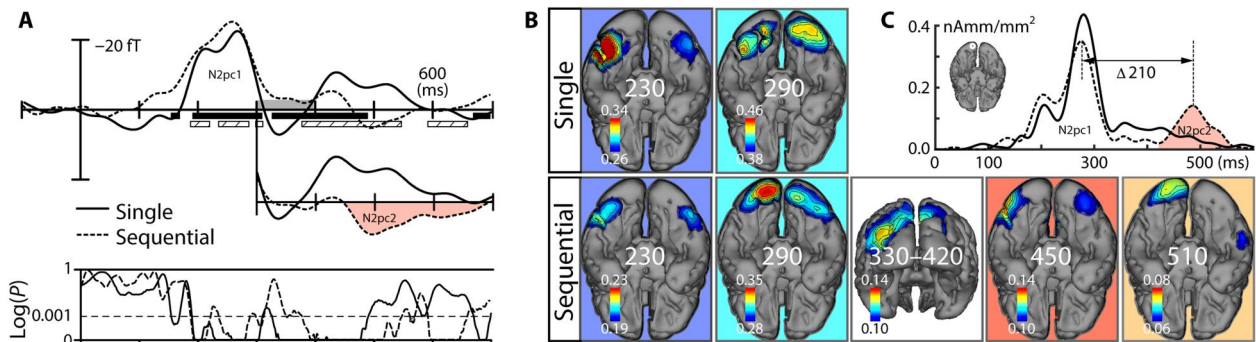 A
−20 fT
N2pc1
600
(ms)
N2pc2
Single
Sequential
1
0.001
0
Log(P)
B
Single
230
0.34
0.26
290
0.46
0.38
Sequential
230
0.23
0.19
290
0.35
0.28
330–420
0.14
0.10
450
0.14
0.10
510
0.08
0.06
C
nAmm/mm²
0.4
0.2
0.0
Δ 210
N2pc1
N2pc2
0 100 300 500 (ms)